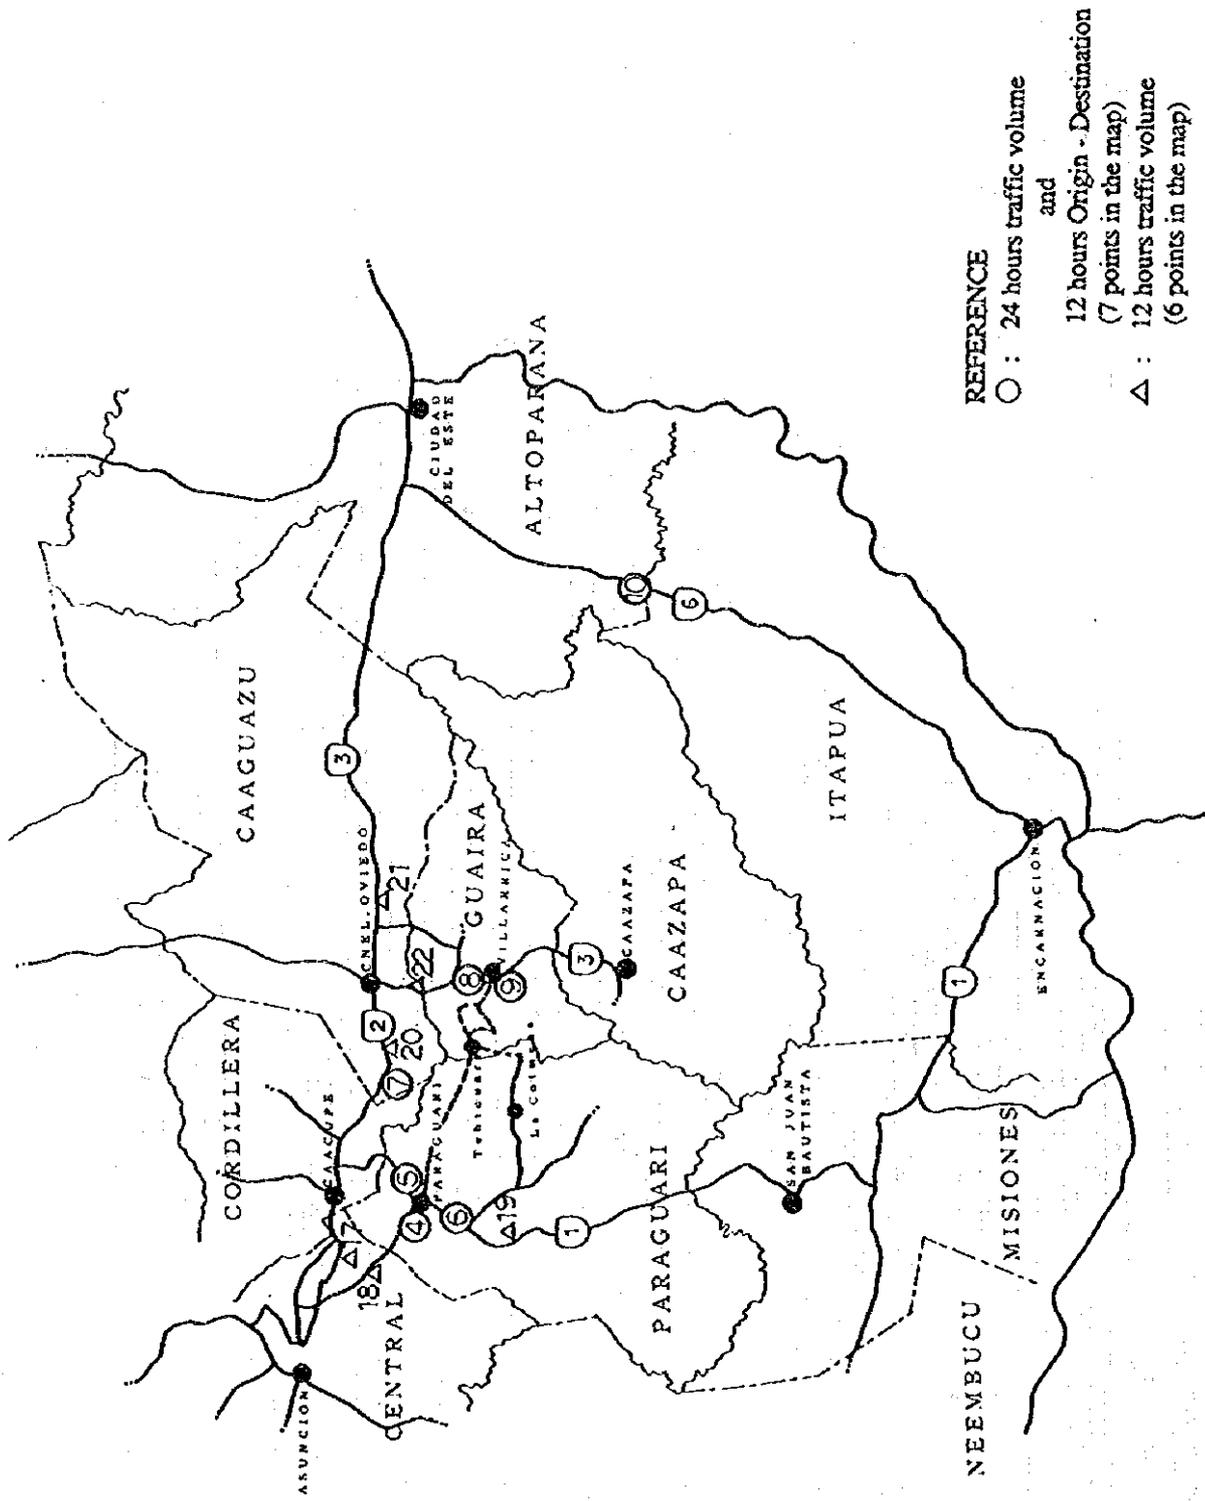 CAAGUAZU
CORDILLERA
ALTOPARANA
CIUDAD
DEL ESTE
CNEL. OVIEDO
GUAIRA
VILLARRICA
CAACUPE
PARAGUARI
Tebicuary
La Colmena
CAAZAPA
CAAZAPA
ITAPUA
ASUNCION
CENTRAL
PARAGUARI
SAN JUAN
BAUTISTA
MISIONES
NEEMBUCU
ENCARNACION
3
2
3
1
1
6
4
5
6
7
8
9
10
△17
18△
△19
△20
△21
△22
REFERENCE
○ : 24 hours traffic volume
and
12 hours Origin - Destination
(7 points in the map)
△ : 12 hours traffic volume
(6 points in the map)